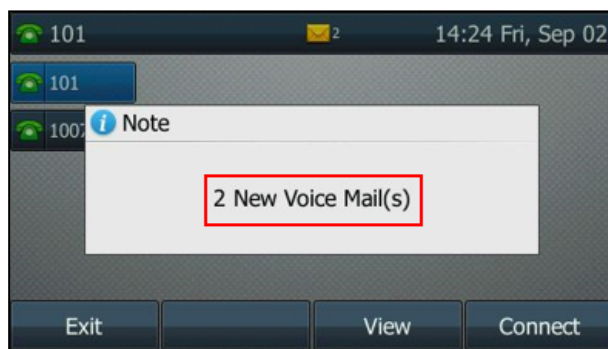 101 2 14:24 Fri, Sep 02
101
1007
Note
2 New Voice Mail(s)
Exit View Connect